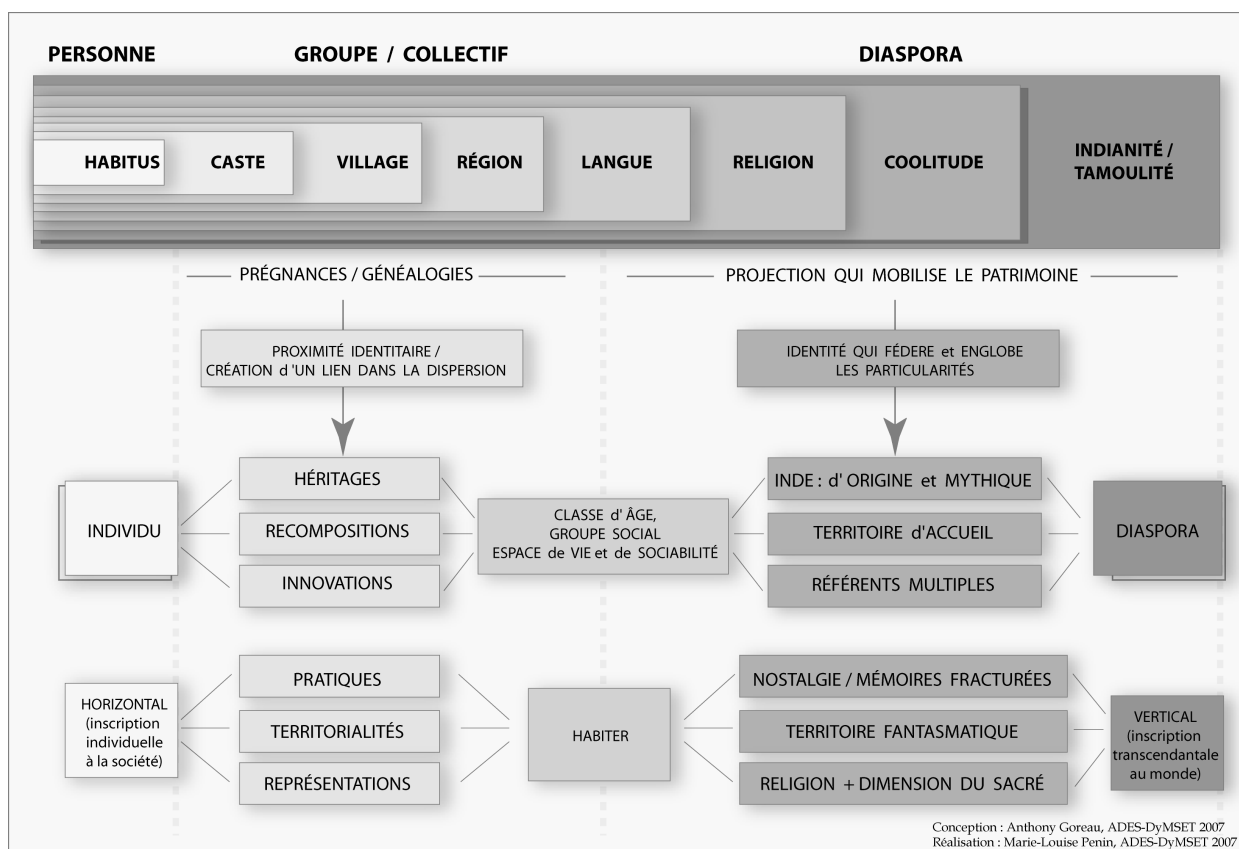 PERSONNE
GROUPE / COLLECTIF
DIASPORA
HABITUS
CASTE
VILLAGE
RÉGION
LANGUE
RELIGION
COOLITUDE
INDIANITÉ /
TAMOULITÉ
PRÉGNANCES / GÉNÉALOGIES
PROJECTION QUI MOBILISE LE PATRIMOINE
PROXIMITÉ IDENTITAIRE /
CRÉATION d'UN LIEN DANS LA DISPERSION
IDENTITÉ QUI FÉDERE et ENGLOBE
LES PARTICULARITÉS
INDIVIDU
HÉRITAGES
RECOMPOSITIONS
INNOVATIONS
CLASSE d'ÂGE,
GROUPE SOCIAL
ESPACE de VIE et de SOCIABILITÉ
INDE : d'ORIGINE et MYTHIQUE
TERRITOIRE d'ACCUEIL
RÉFÉRENTS MULTIPLES
DIASPORA
HORIZONTAL
(inscription
individuelle
à la société)
PRATIQUES
TERRITORIALITÉS
REPRÉSENTATIONS
HABITER
NOSTALGIE / MÉMOIRES FRACTURÉES
TERRITOIRE FANTASMATIQUE
RELIGION + DIMENSION DU SACRÉ
VERTICAL
(inscription
transcendantale
au monde)
Conception : Anthony Goreau, ADES-DyMSET 2007
Réalisation : Marie-Louise Penin, ADES-DyMSET 2007